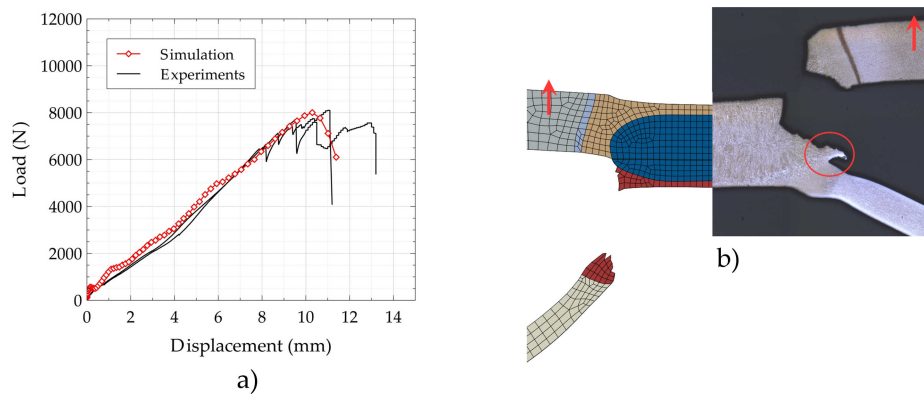 12000
10000
8000
6000
4000
2000
0
Load (N)
Simulation
Experiments
0 2 4 6 8 10 12 14
Displacement (mm)
a)
b)